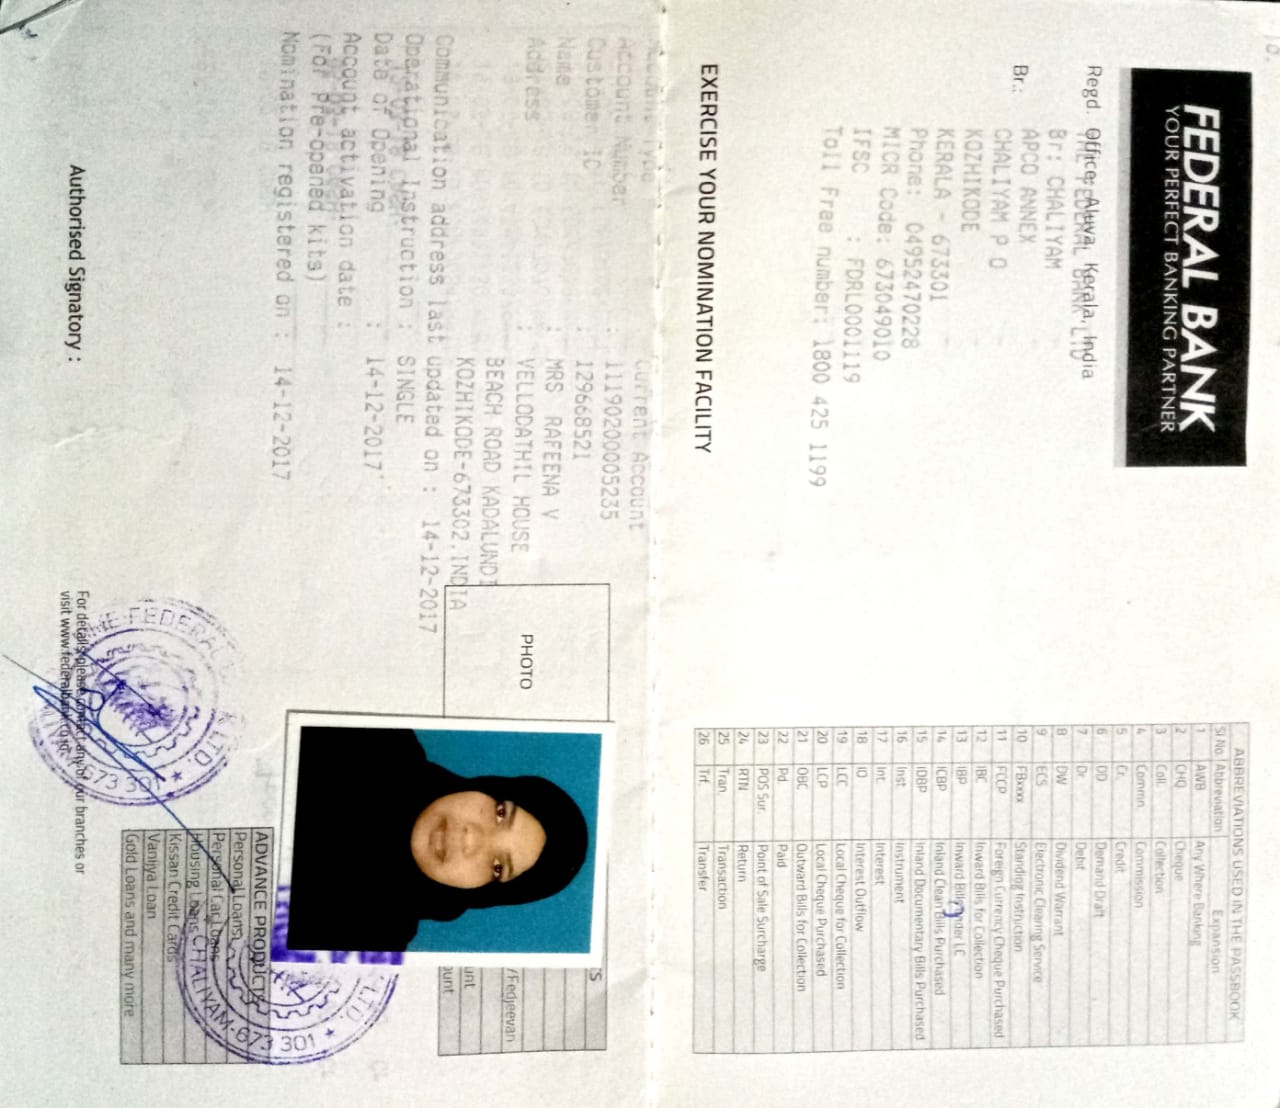 FEDERAL BANK
YOUR PERFECT BANKING PARTNER
Regd. Office: Aluva, Kerala, India
THE FEDERAL BANK LTD
Br.:
Br: CHALIYAM
APCO ANNEX
CHALIYAM P O
KOZHIKODE
KERALA - 673301
Phone: 04952470228
MICR Code: 673049010
IFSC : FDRL0001119
Toll Free number: 1800 425 1199
EXERCISE YOUR NOMINATION FACILITY
ABBREVIATIONS USED IN THE PASSBOOK
Sl No. Abbreviation Expansion
1 AWB Any Where Banking
2 CHQ Cheque
3 Coll. Collection
4 Commn. Commission
5 Cr. Credit
6 DD Demand Draft
7 Dr Debit
8 DW Dividend Warrant
9 ECS Electronic Clearing Service
10 FBxxxx Standing Instruction
11 FCCP Foreign Currency Cheque Purchased
12 IBC Inward Bills for Collection
13 IBP Inward Bills under LC
14 ICBP Inland Clean Bills Purchased
15 IDBP Inland Documentary Bills Purchased
16 Inst Instrument
17 Int. Interest
18 IO Interest Outflow
19 LCC Local Cheque for Collection
20 LCP Local Cheque Purchased
21 OBC Outward Bills for Collection
22 Pd. Paid
23 POS Sur. Point of Sale Surcharge
24 RTN Return
25 Tran. Transaction
26 Trf. Transfer
Account Type : Current Account
Account Number : 11190200005235
Customer ID : 129668521
Name : MRS RAFEENA V
Address : VELLODATHIL HOUSE
BEACH ROAD KADALUNDI
KOZHIKODE-673302,INDIA
Communication address last updated on : 14-12-2017
Operational Instruction : SINGLE
Date of Opening : 14-12-2017
Account activation date :
(For Pre-opened kits)
Nomination registered on : 14-12-2017
Authorised Signatory :
PHOTO
/Fedjeevan
ADVANCE PRODUCTS
Personal Loans
Personal Car Loans
Housing Loans
Kissan Credit Cards
Vanijya Loan
Gold Loans and many more
For details please contact any of our branches or
visit www.federalbank.co.in
THE FEDERAL
LTD.
673 301
LTD.
CHALIYAM-673 301